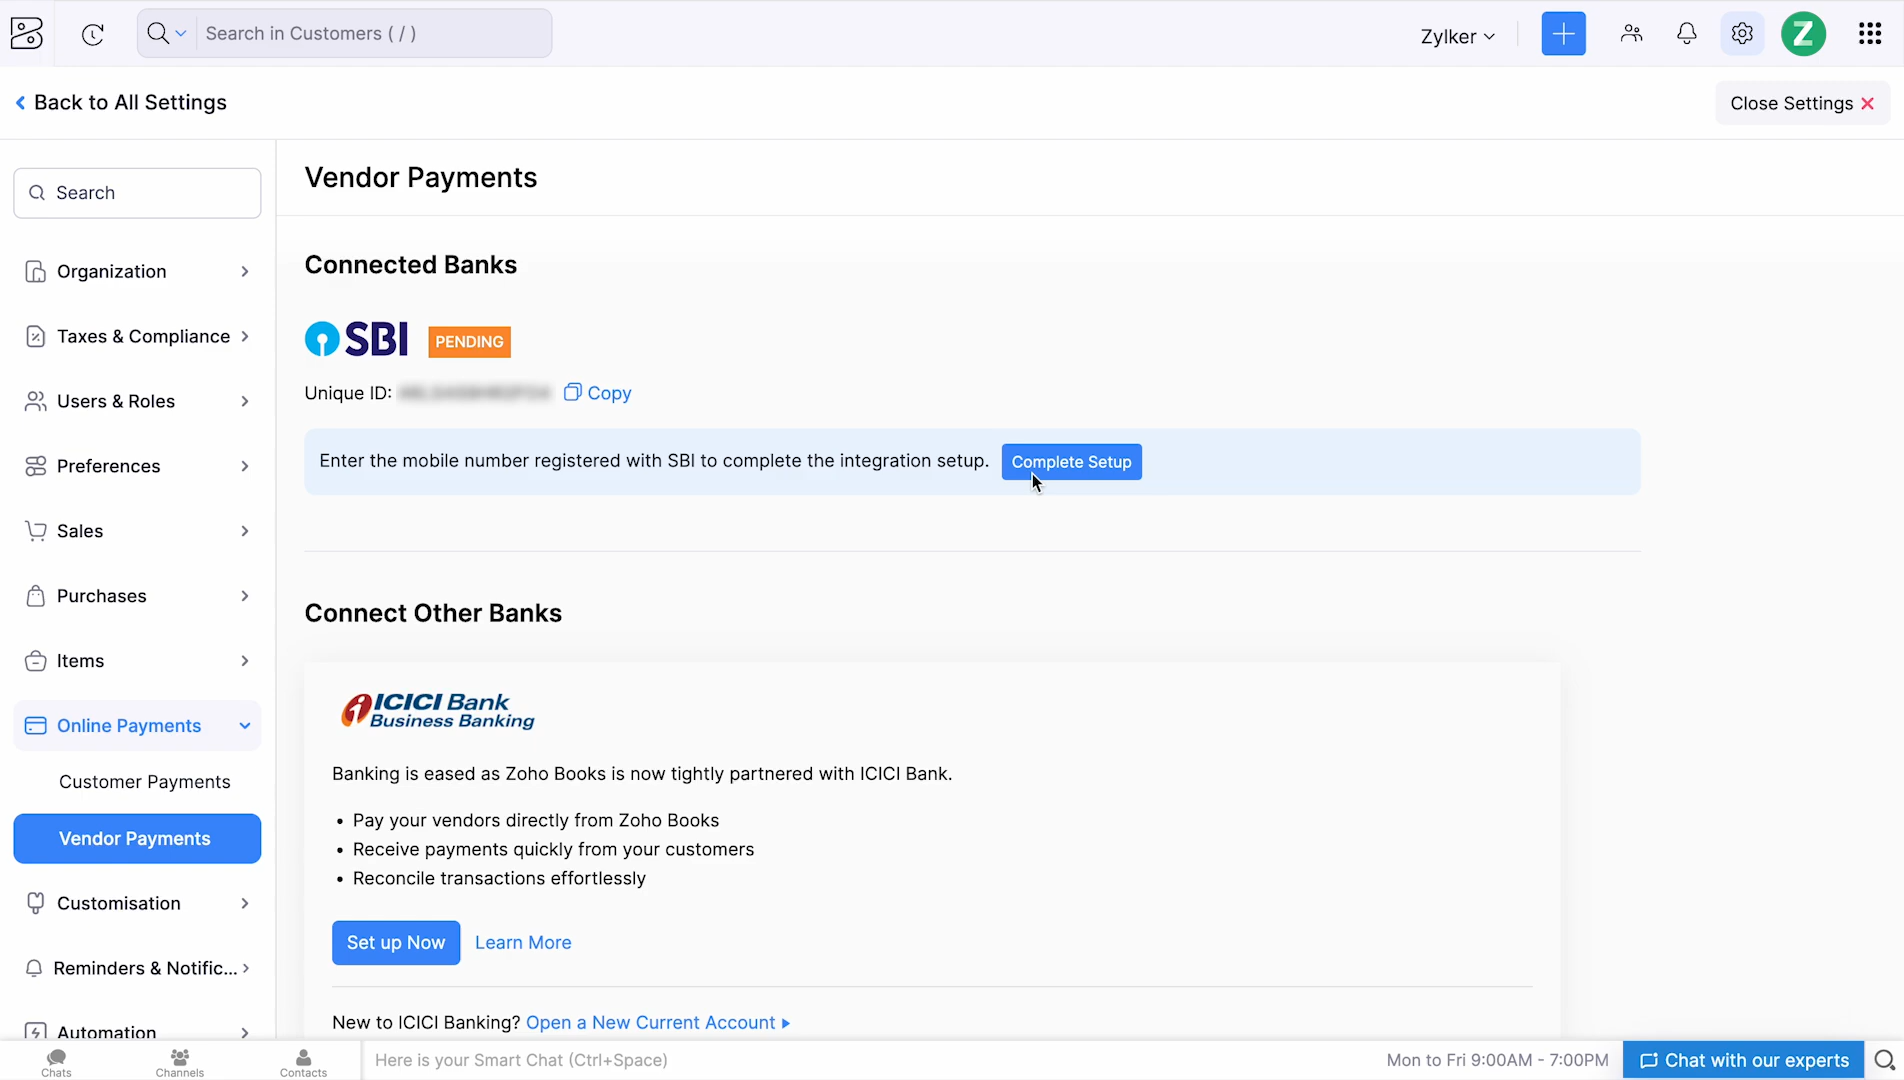 Search in Customers ( / )
Zylker
Z
Back to All Settings
Close Settings
Search
Organization
Taxes & Compliance
Users & Roles
Preferences
Sales
Purchases
Items
Online Payments
Customer Payments
Vendor Payments
Customisation
Reminders & Notific...
Automation
Vendor Payments
Connected Banks
SBI PENDING
Unique ID: Copy
Enter the mobile number registered with SBI to complete the integration setup. Complete Setup
Connect Other Banks
ICICI Bank
Business Banking
Banking is eased as Zoho Books is now tightly partnered with ICICI Bank.
• Pay your vendors directly from Zoho Books
• Receive payments quickly from your customers
• Reconcile transactions effortlessly
Set up Now Learn More
New to ICICI Banking? Open a New Current Account
Chats Channels Contacts
Here is your Smart Chat (Ctrl+Space)
Mon to Fri 9:00AM - 7:00PM
Chat with our experts